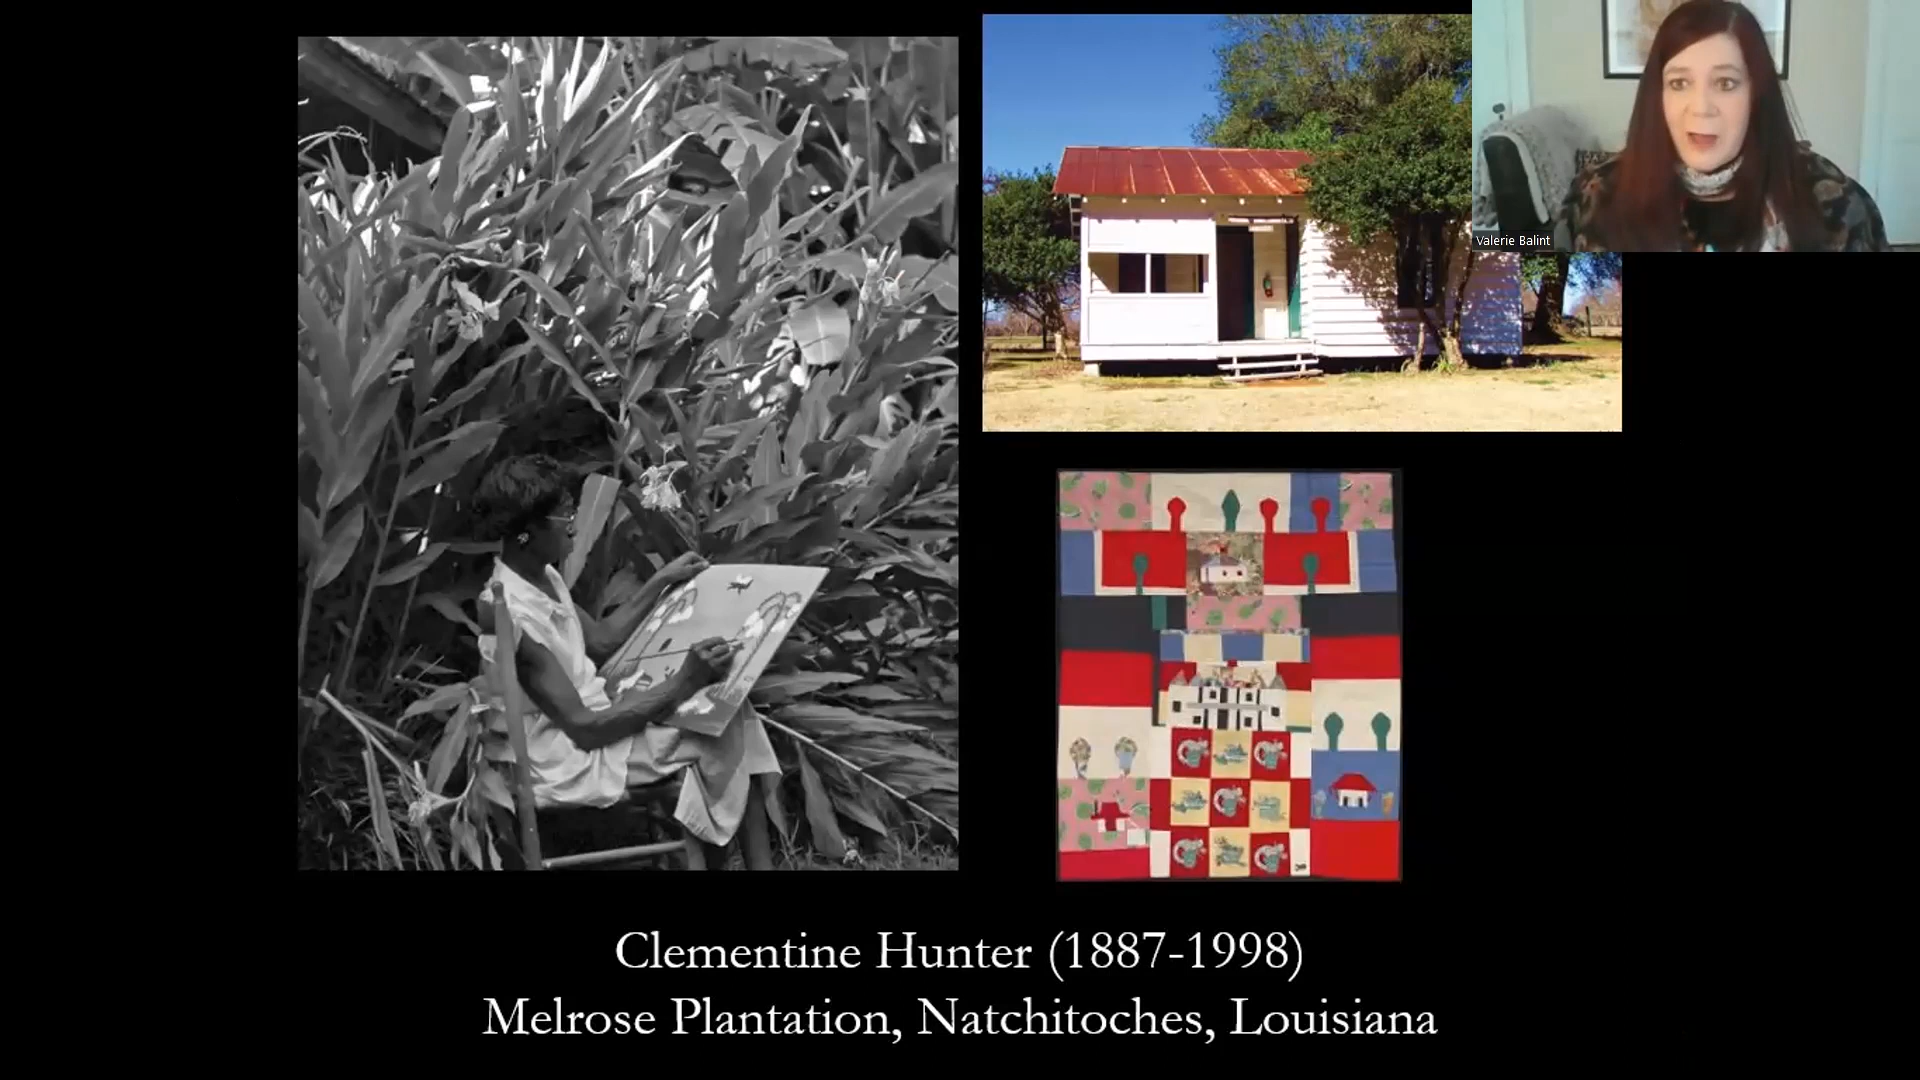 Valerie Balint
Clementine Hunter (1887-1998)
Melrose Plantation, Natchitoches, Louisiana